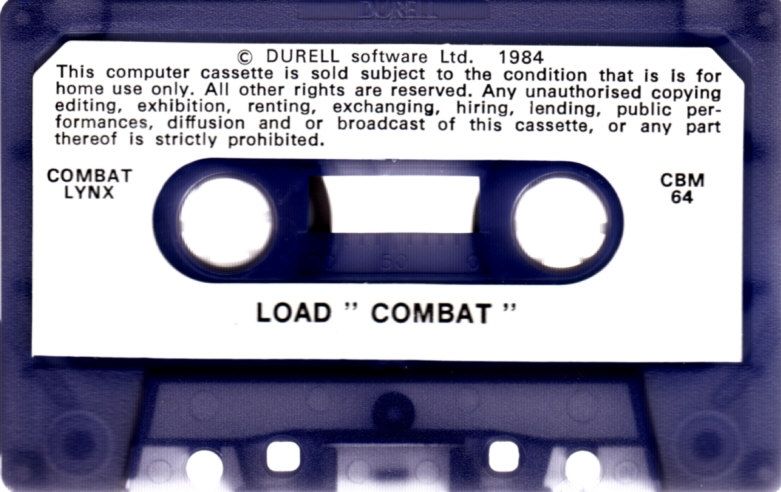 DURELL
© DURELL software Ltd. 1984
This computer cassette is sold subject to the condition that is is for
home use only. All other rights are reserved. Any unauthorised copying
editing, exhibition, renting, exchanging, hiring, lending, public per-
formances, diffusion and or broadcast of this cassette, or any part
thereof is strictly prohibited.
COMBAT
LYNX
CBM
64
50 0
LOAD " COMBAT "